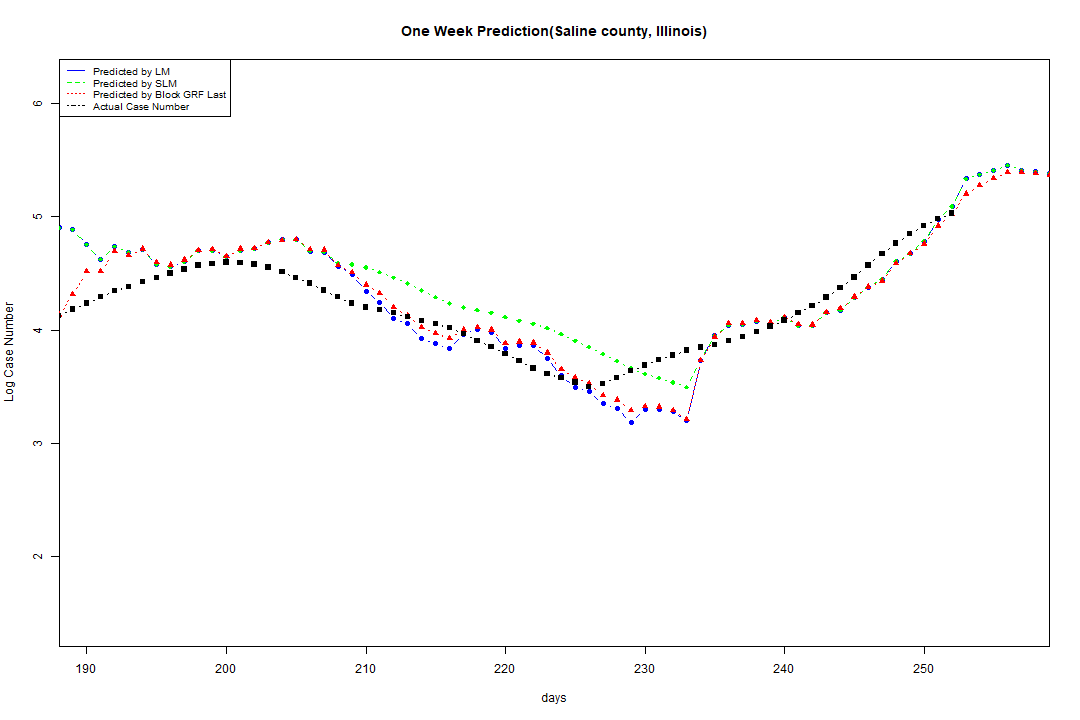 One Week Prediction(Saline county, Illinois)
Predicted by LM
Predicted by SLM
Predicted by Block GRF Last
Actual Case Number
Log Case Number
6
5
4
3
2
190 200 210 220 230 240 250
days